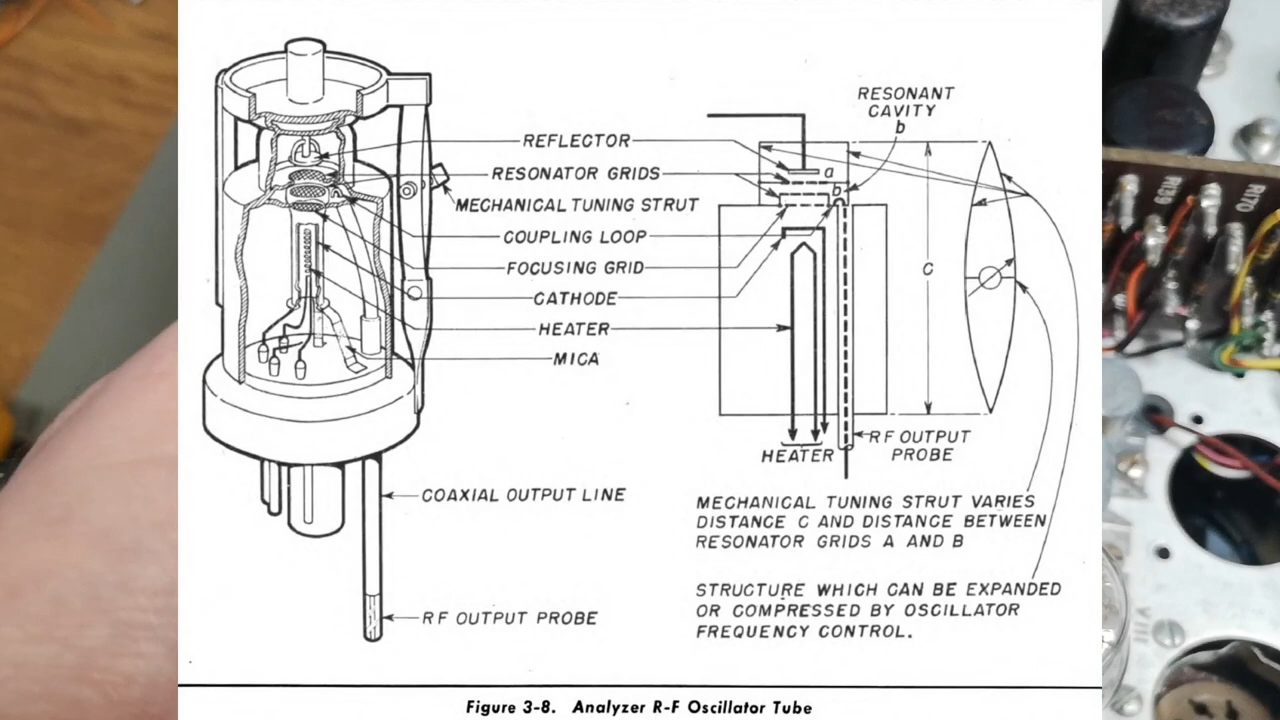 RESONANT
CAVITY
b
REFLECTOR
a
RESONATOR GRIDS
b
MECHANICAL TUNING STRUT
COUPLING LOOP
FOCUSING GRID
C
CATHODE
HEATER
MICA
RF OUTPUT
PROBE
HEATER
COAXIAL OUTPUT LINE
MECHANICAL TUNING STRUT VARIES
DISTANCE C AND DISTANCE BETWEEN
RESONATOR GRIDS A AND B
STRUCTURE WHICH CAN BE EXPANDED
OR COMPRESSED BY OSCILLATOR
FREQUENCY CONTROL.
RF OUTPUT PROBE
Figure 3-8. Analyzer R-F Oscillator Tube
R139
R170
VIII